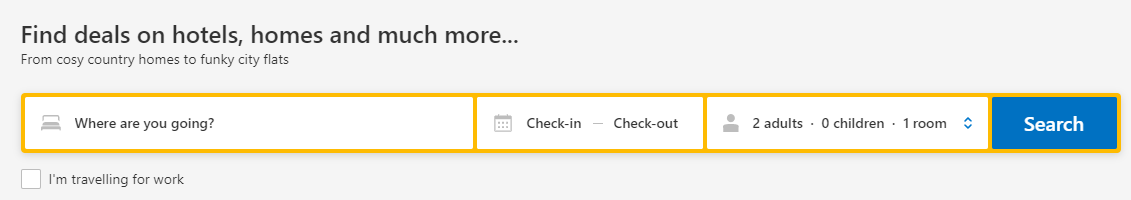 Find deals on hotels, homes and much more...
From cosy country homes to funky city flats
Where are you going?
Check-in — Check-out
2 adults · 0 children · 1 room
Search
I'm travelling for work